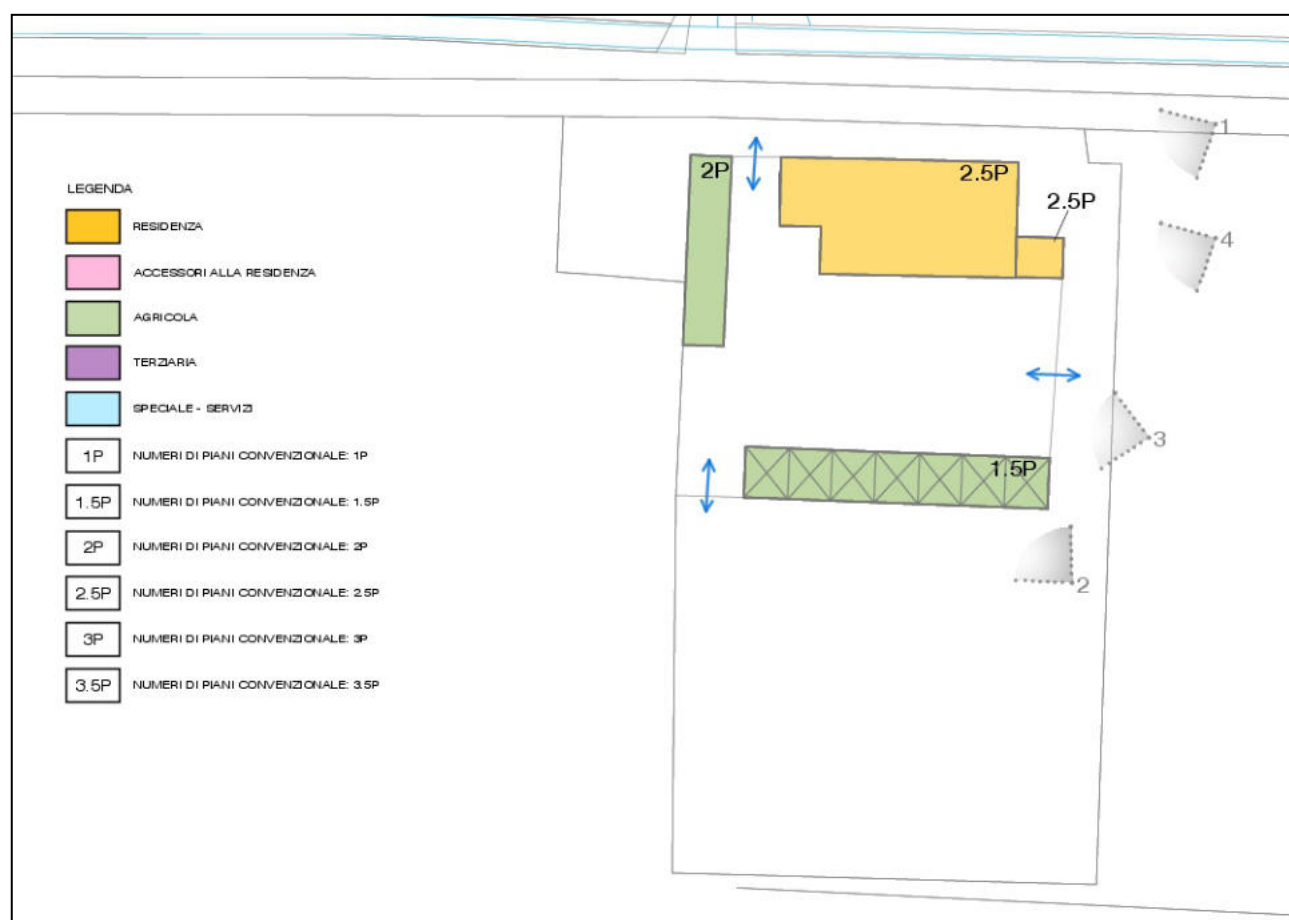 LEGENDA
RESIDENZA
ACCESSORI ALLA RESIDENZA
AGRICOLA
TERZIARIA
SPECIALE - SERVIZI
1P NUMERI DI PIANI CONVENZIONALE: 1P
1.5P NUMERI DI PIANI CONVENZIONALE: 1.5P
2P NUMERI DI PIANI CONVENZIONALE: 2P
2.5P NUMERI DI PIANI CONVENZIONALE: 2.5P
3P NUMERI DI PIANI CONVENZIONALE: 3P
3.5P NUMERI DI PIANI CONVENZIONALE: 3.5P
2P
2.5P
2.5P
1.5P
1
4
3
2